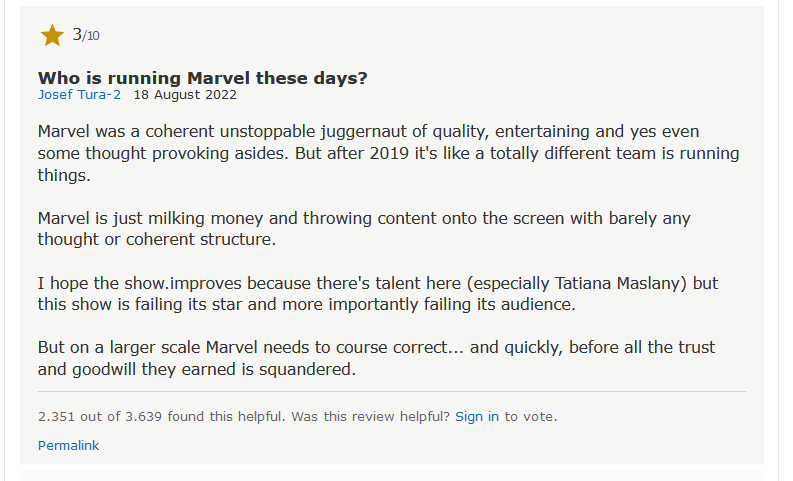 3/10
Who is running Marvel these days?
Josef Tura-2 18 August 2022
Marvel was a coherent unstoppable juggernaut of quality, entertaining and yes even
some thought provoking asides. But after 2019 it's like a totally different team is running
things.
Marvel is just milking money and throwing content onto the screen with barely any
thought or coherent structure.
I hope the show.improves because there's talent here (especially Tatiana Maslany) but
this show is failing its star and more importantly failing its audience.
But on a larger scale Marvel needs to course correct... and quickly, before all the trust
and goodwill they earned is squandered.
2.351 out of 3.639 found this helpful. Was this review helpful? Sign in to vote.
Permalink